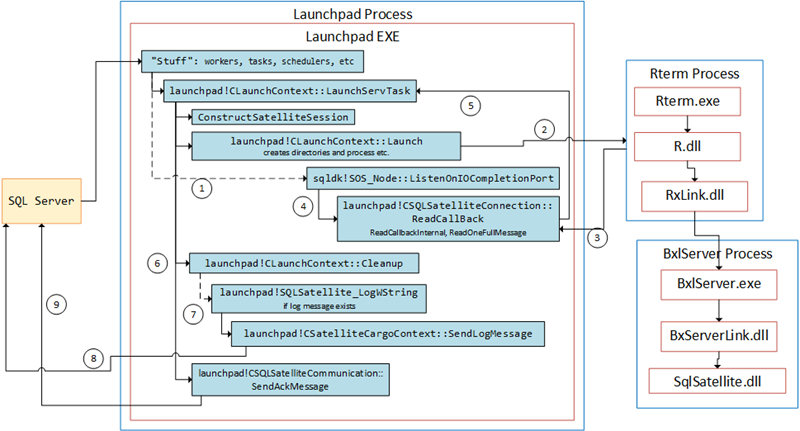 Launchpad Process
Launchpad EXE
"Stuff": workers, tasks, schedulers, etc
launchpad!CLaunchContext::LaunchServTask
5
ConstructSatelliteSession
launchpad!CLaunchContext::Launch
creates directories and process etc.
2
1
sqldk!SOS_Node::ListenOnIOCompletionPort
4
launchpad!CSQLSatelliteConnection::
ReadCallBack
ReadCallbackInternal, ReadOneFullMessage
3
6
launchpad!CLaunchContext::Cleanup
7
launchpad!SQLSatellite_LogWString
if log message exists
launchpad!CSatelliteCargoContext::SendLogMessage
8
9
launchpad!CSQLSatelliteCommunication::
SendAckMessage
SQL Server
Rterm Process
Rterm.exe
R.dll
RxLink.dll
BxlServer Process
BxlServer.exe
BxServerLink.dll
SqlSatellite.dll